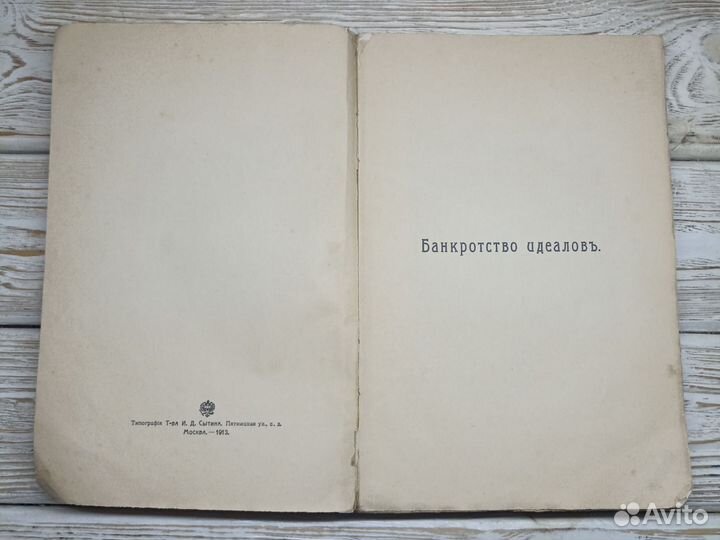 Типографія Т-ва И. Д. Сытина. Пятницкая ул., с. д.
Москва.—1913.
Банкротство идеаловъ.
Avito